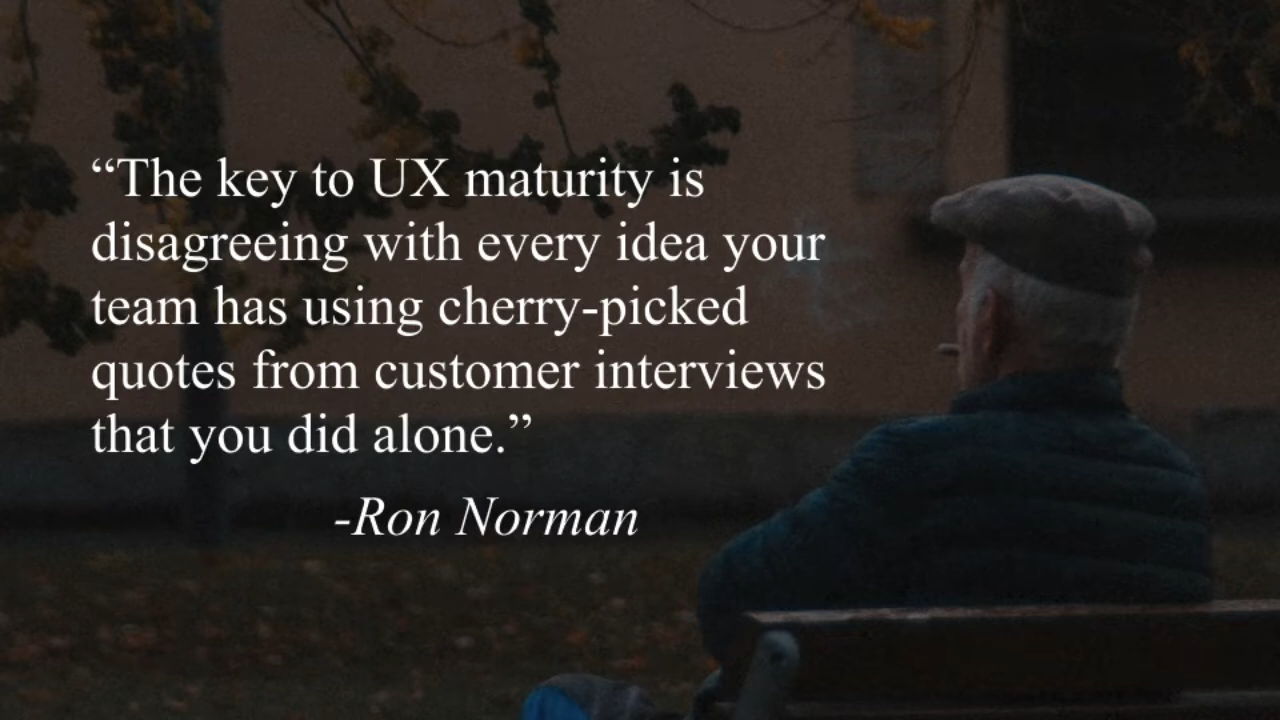 “The key to UX maturity is
disagreeing with every idea your
team has using cherry-picked
quotes from customer interviews
that you did alone.”
-Ron Norman